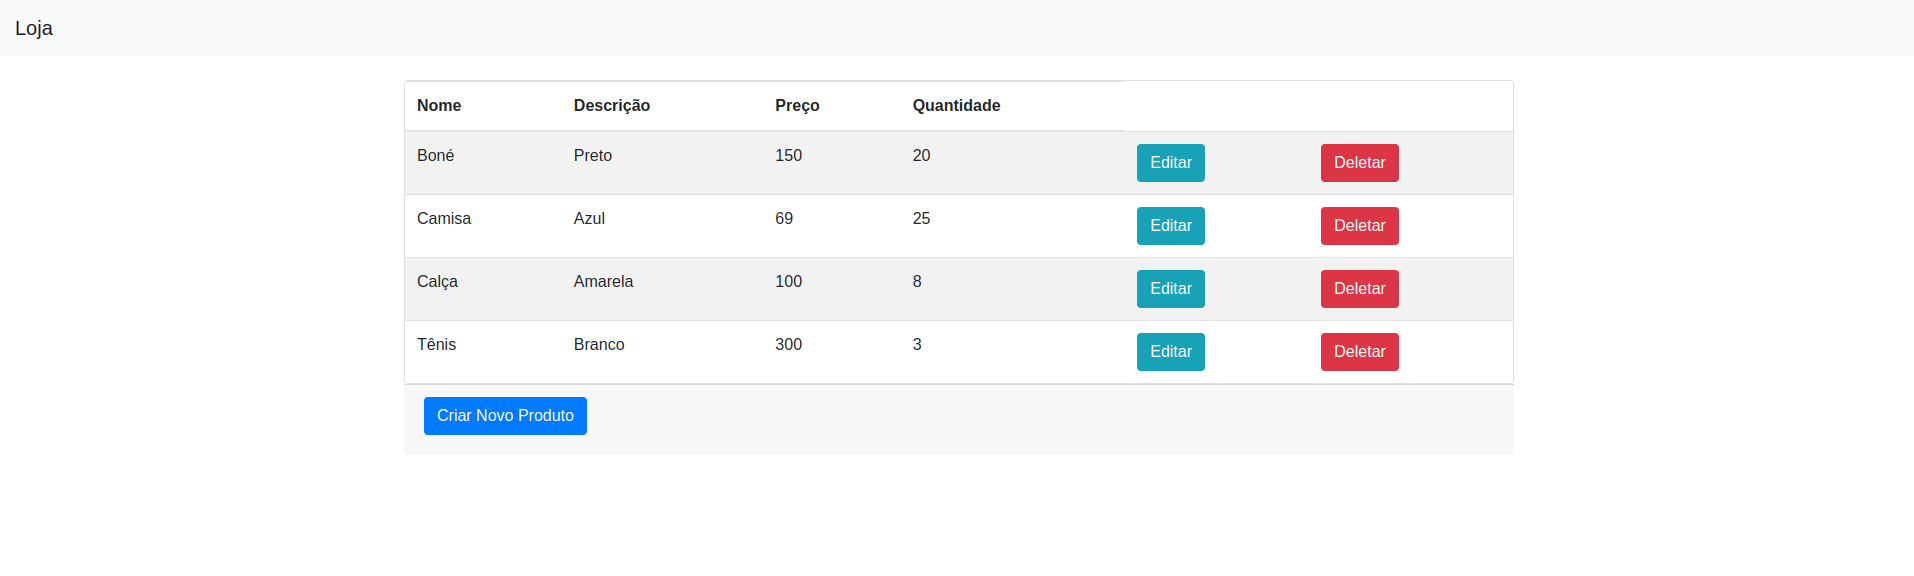 Loja
Nome Descrição Preço Quantidade
Boné Preto 150 20 Editar Deletar
Camisa Azul 69 25 Editar Deletar
Calça Amarela 100 8 Editar Deletar
Tênis Branco 300 3 Editar Deletar
Criar Novo Produto